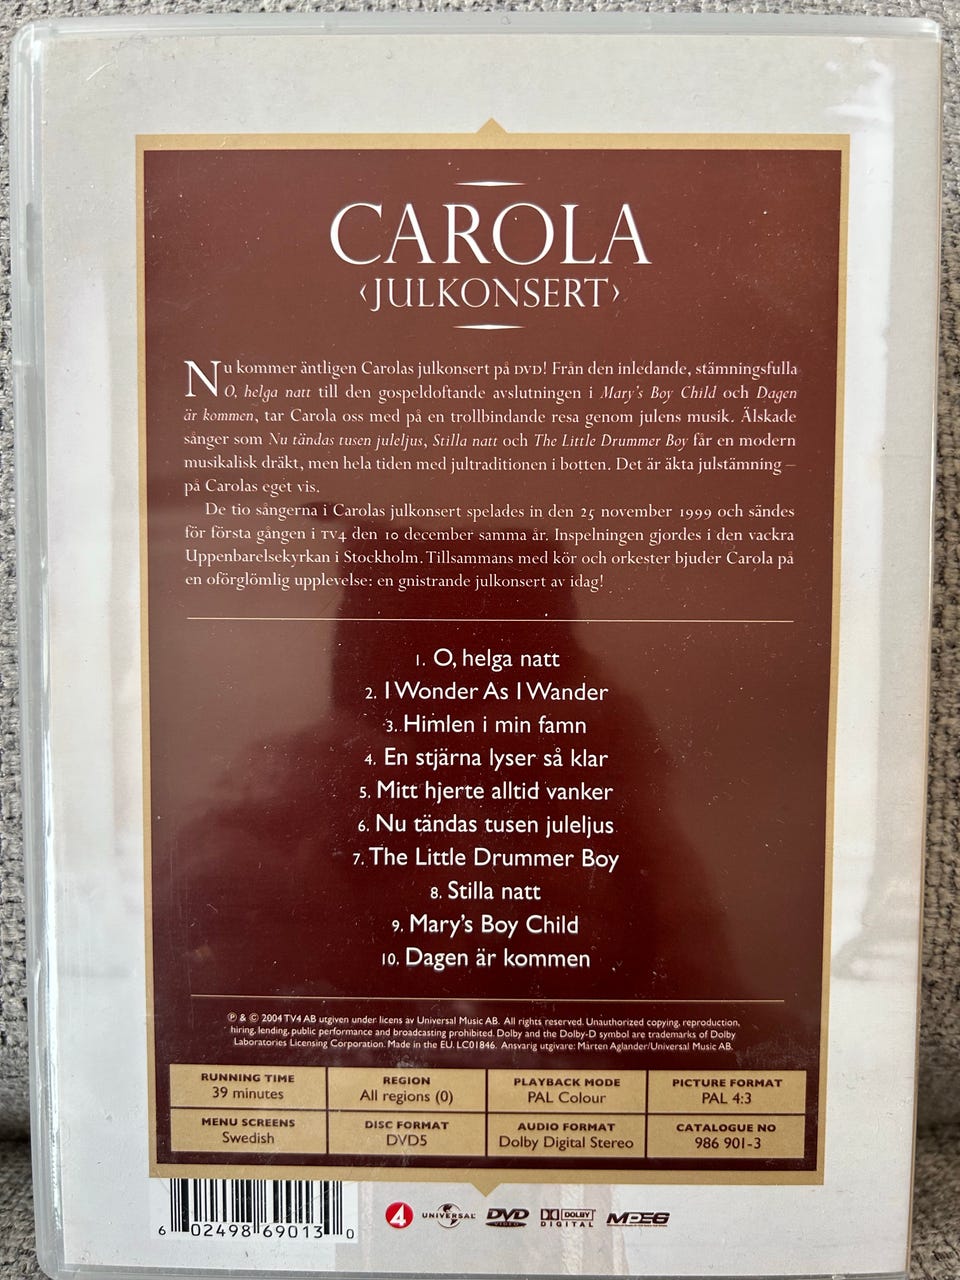 CAROLA
‹JULKONSERT›
Nu kommer äntligen Carolas julkonsert på DVD! Från den inledande, stämningsfulla
O, helga natt till den gospeldoftande avslutningen i Mary's Boy Child och Dagen
är kommen, tar Carola oss med på en trollbindande resa genom julens musik. Älskade
sånger som Nu tändas tusen juleljus, Stilla natt och The Little Drummer Boy får en modern
musikalisk dräkt, men hela tiden med jultraditionen i botten. Det är äkta julstämning –
på Carolas eget vis.
De tio sångerna i Carolas julkonsert spelades in den 25 november 1999 och sändes
för första gången i TV4 den 10 december samma år. Inspelningen gjordes i den vackra
Uppenbarelsekyrkan i Stockholm. Tillsammans med kör och orkester bjuder Carola på
en oförglömlig upplevelse: en gnistrande julkonsert av idag!
1. O, helga natt
2. I Wonder As I Wander
3. Himlen i min famn
4. En stjärna lyser så klar
5. Mitt hjerte alltid vanker
6. Nu tändas tusen juleljus
7. The Little Drummer Boy
8. Stilla natt
9. Mary's Boy Child
10. Dagen är kommen
℗ & © 2004 TV4 AB utgiven under licens av Universal Music AB. All rights reserved. Unauthorized copying, reproduction,
hiring, lending, public performance and broadcasting prohibited. Dolby and the Dolby-D symbol are trademarks of Dolby
Laboratories Licensing Corporation. Made in the EU. LC01846. Ansvarig utgivare: Mårten Aglander/Universal Music AB.
RUNNING TIME REGION PLAYBACK MODE PICTURE FORMAT
39 minutes All regions (0) PAL Colour PAL 4:3
MENU SCREENS DISC FORMAT AUDIO FORMAT CATALOGUE NO
Swedish DVD5 Dolby Digital Stereo 986 901-3
6 02498 69013 0
4 UNIVERSAL DVD VIDEO DOLBY DIGITAL MPEG